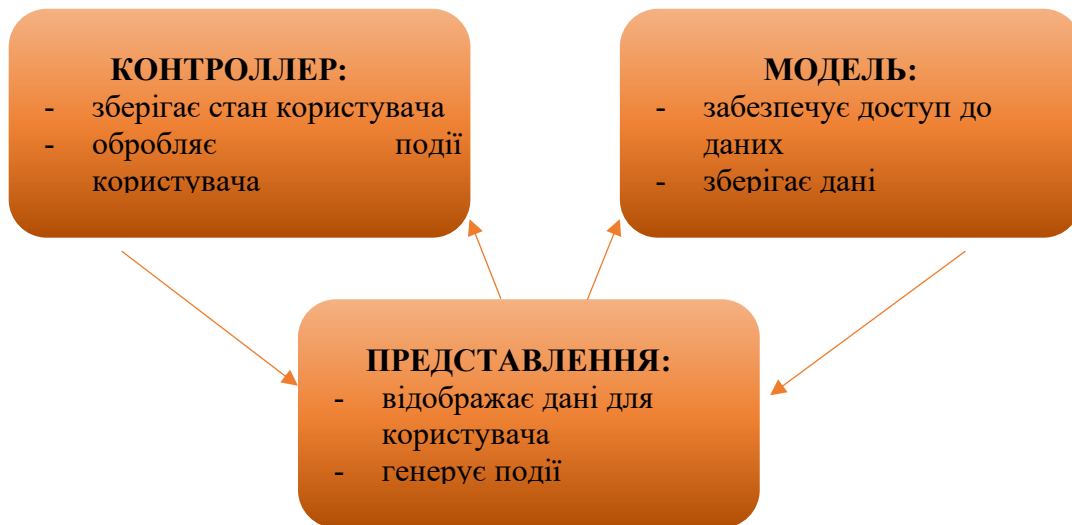 КОНТРОЛЛЕР:
- зберігає стан користувача
- обробляє події
користувача
МОДЕЛЬ:
- забезпечує доступ до
даних
- зберігає дані
ПРЕДСТАВЛЕННЯ:
- відображає дані для
користувача
- генерує події